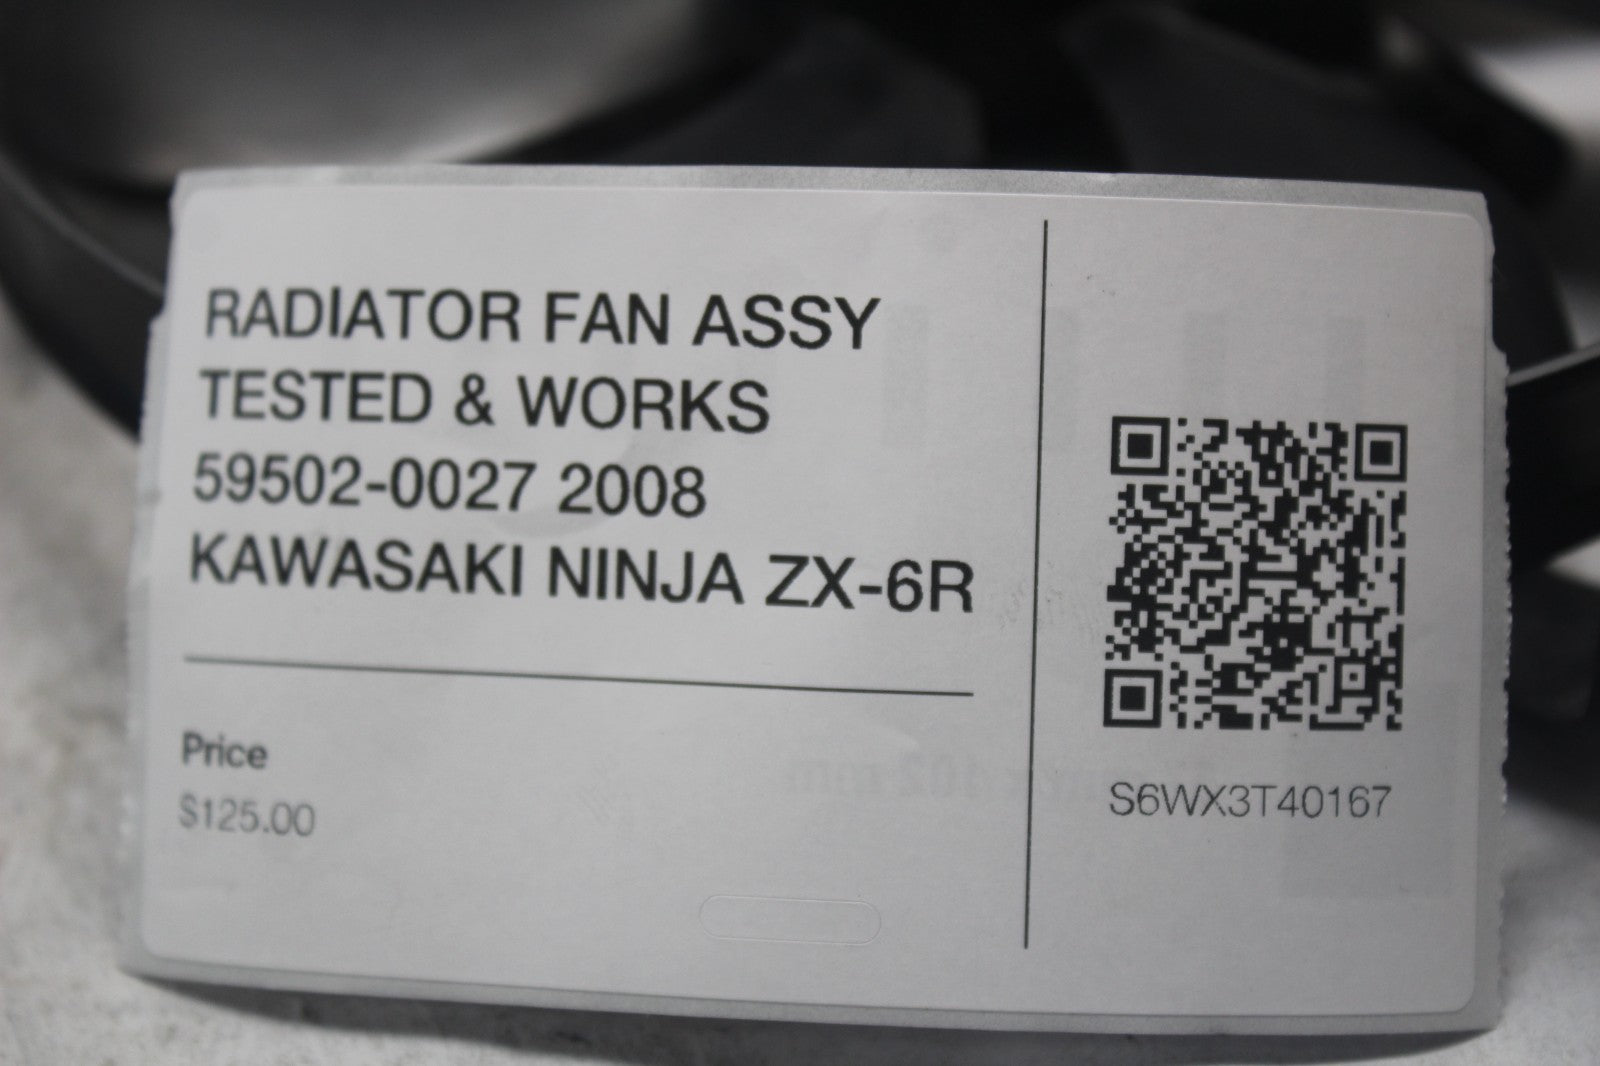 RADIATOR FAN ASSY
TESTED & WORKS
59502-0027 2008
KAWASAKI NINJA ZX-6R
Price
$125.00
S6WX3T40167